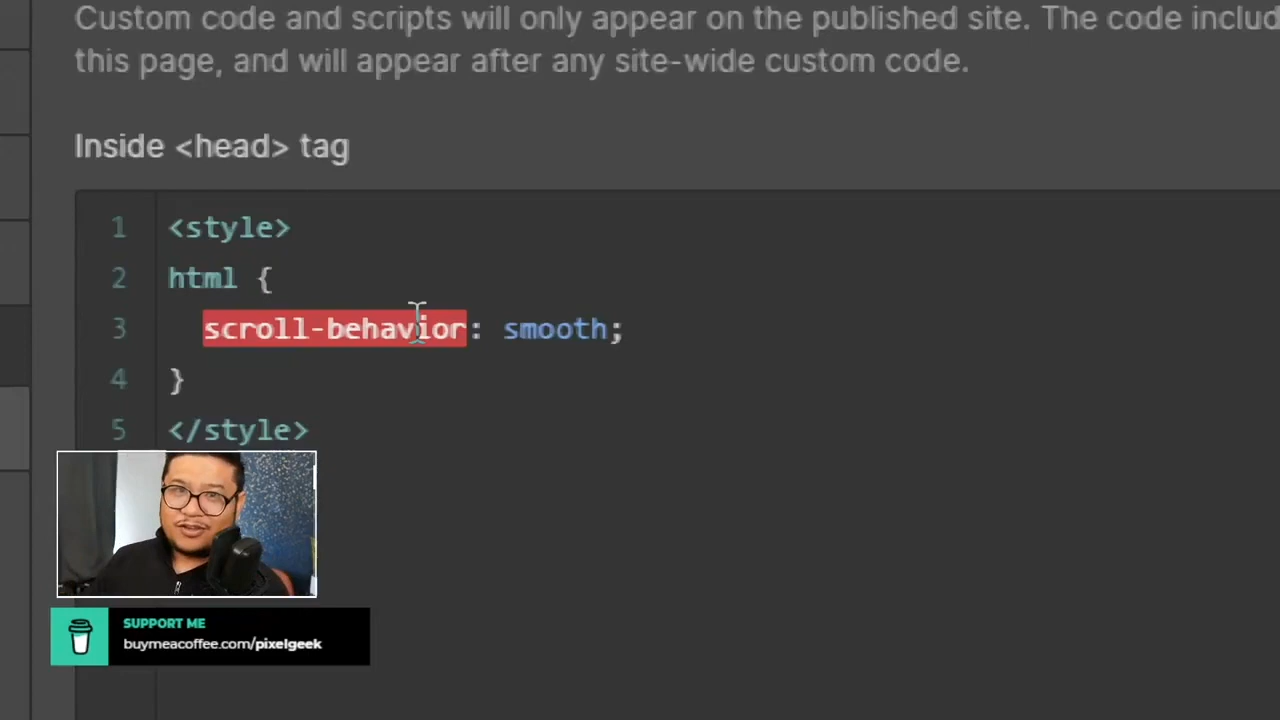 Custom code and scripts will only appear on the published site. The code
this page, and will appear after any site-wide custom code.
Inside <head> tag
1 <style>
2 html {
3 scroll-behavior: smooth;
4 }
5 </style>
SUPPORT ME
buymeacoffee.com/pixelgeek